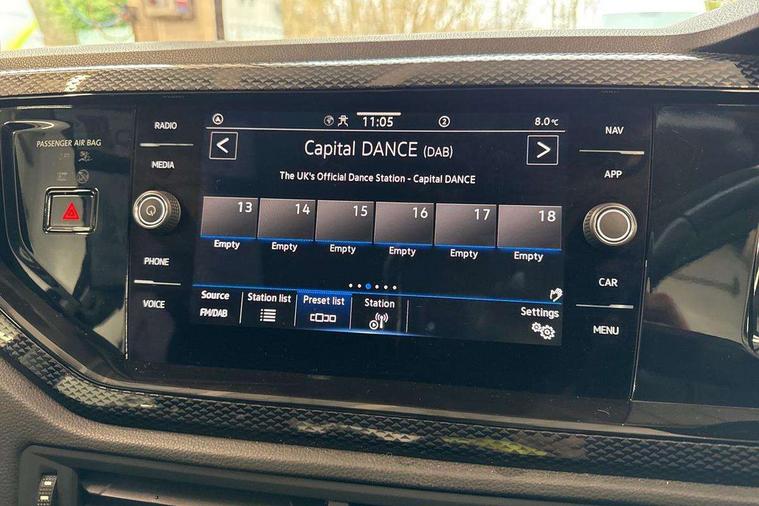 RADIO
MEDIA
PHONE
VOICE
PASSENGER AIR BAG
11:05
2
8.0°C
< Capital DANCE (DAB) >
The UK's Official Dance Station - Capital DANCE
13 14 15 16 17 18
Empty Empty Empty Empty Empty Empty
Source Station list Preset list Station Settings
FM/DAB
NAV
APP
CAR
MENU